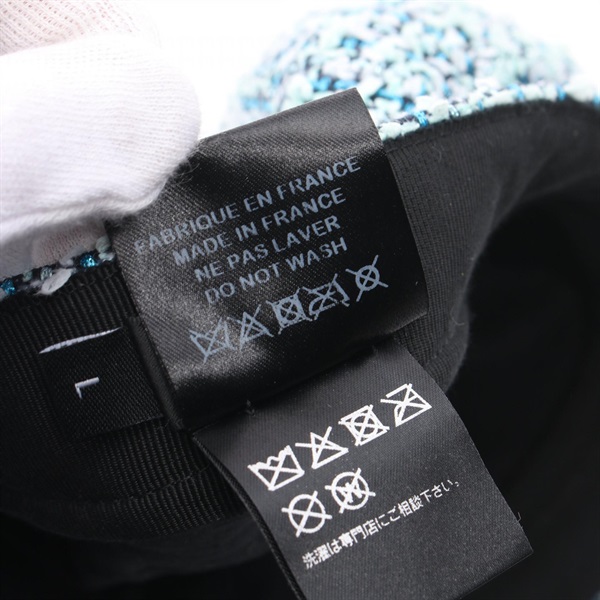 FABRIQUE EN FRANCE
MADE IN FRANCE
NE PAS LAVER
DO NOT WASH
L
W
洗濯は専門店にご相談下さい。